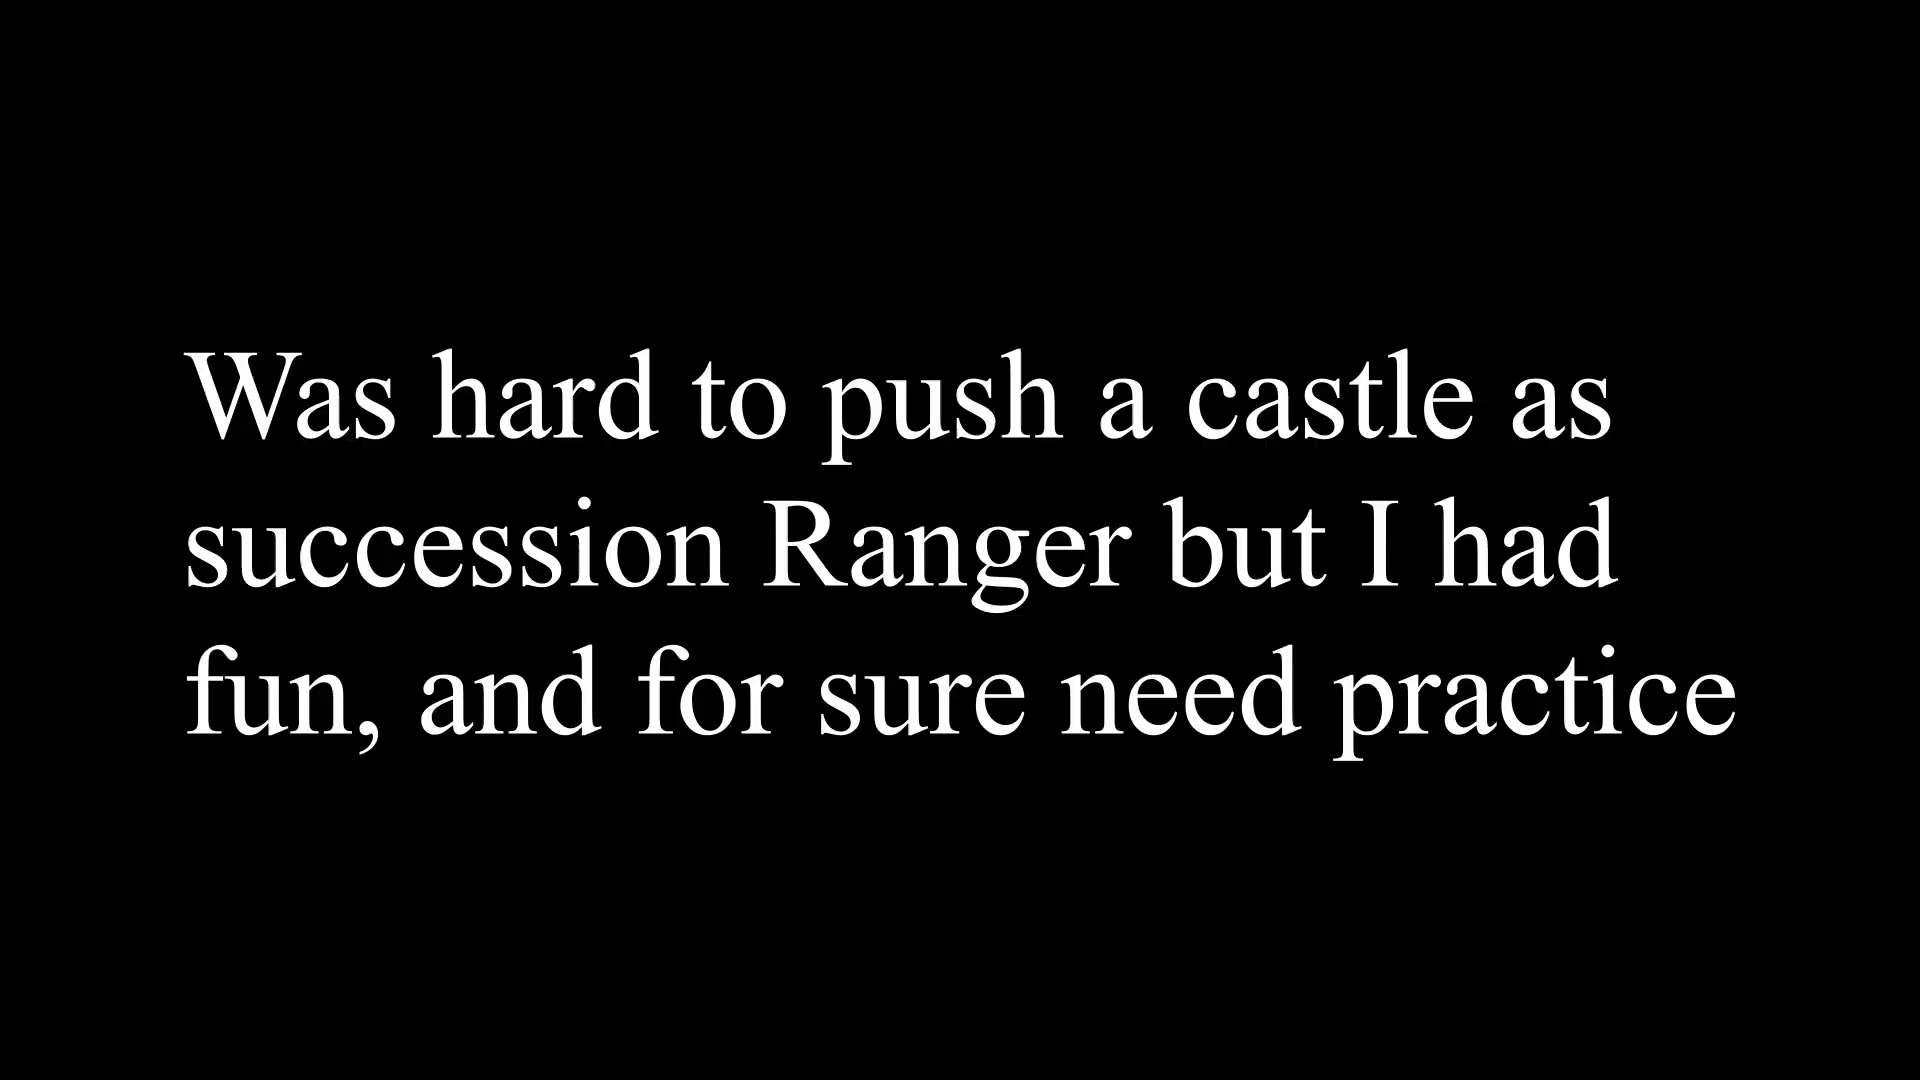 Was hard to push a castle as
succession Ranger but I had
fun, and for sure need practice